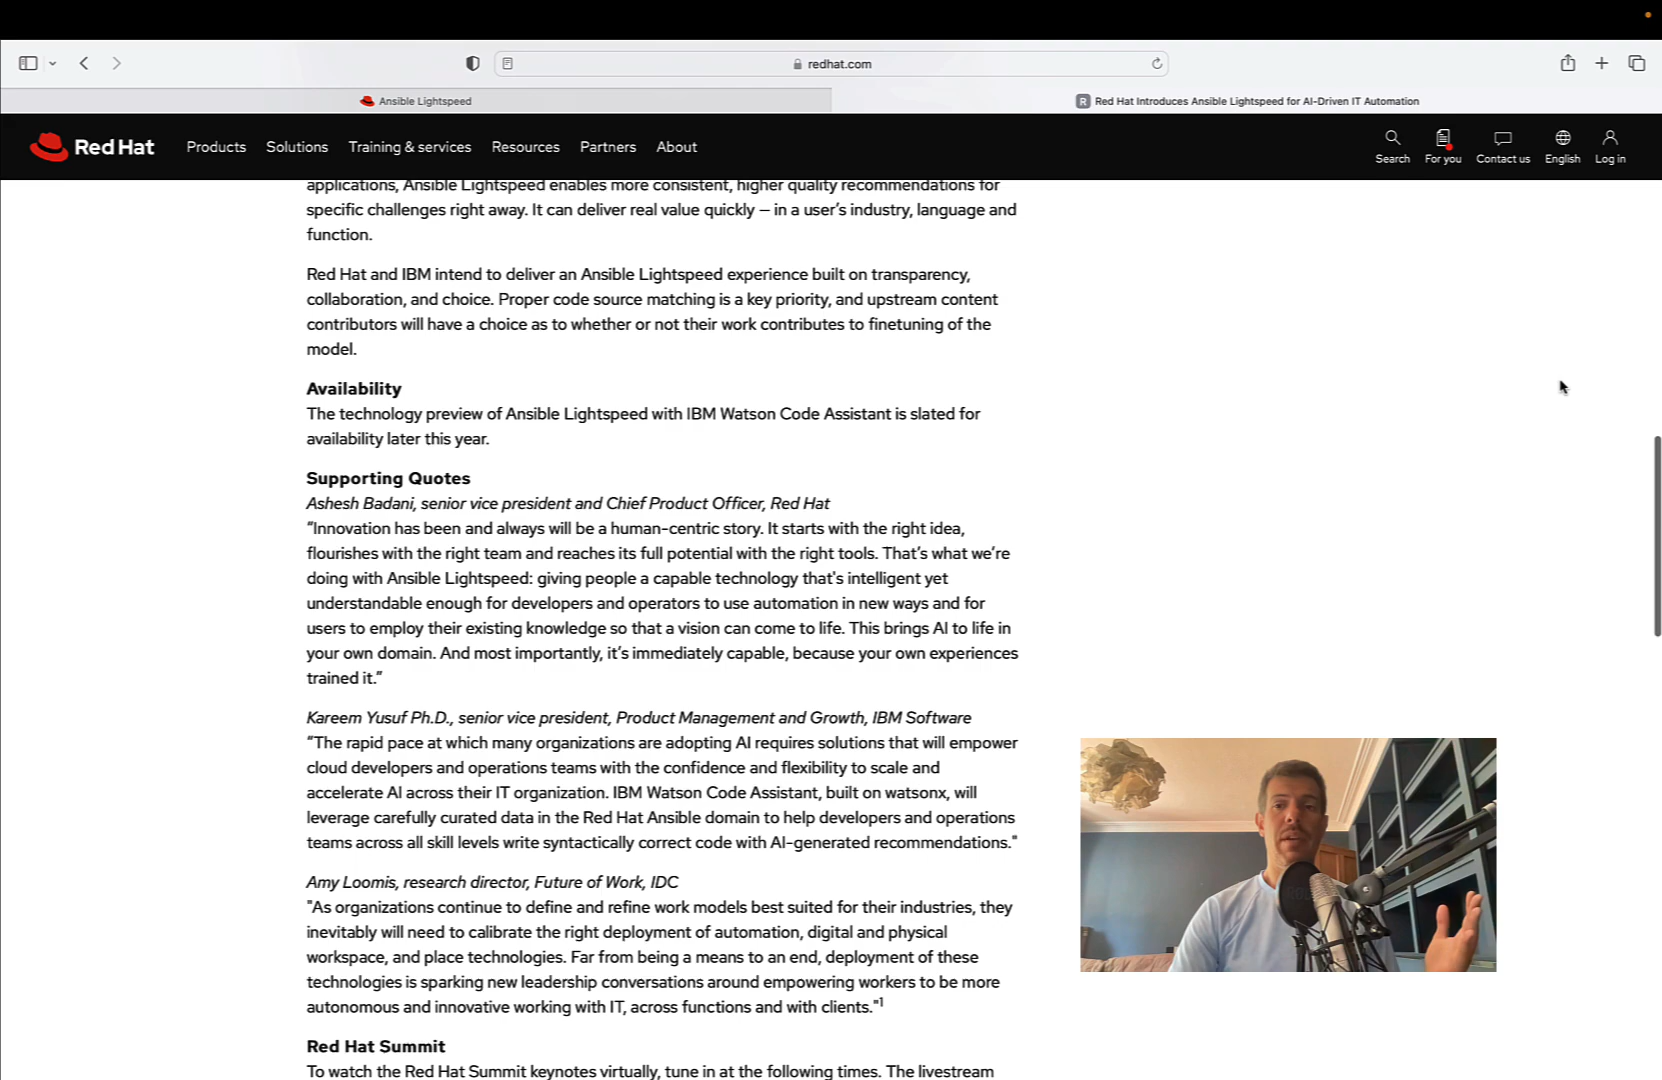 redhat.com
Ansible Lightspeed
R Red Hat Introduces Ansible Lightspeed for AI-Driven IT Automation
Red Hat Products Solutions Training & services Resources Partners About Search For you Contact us English Log in
applications, Ansible Lightspeed enables more consistent, higher quality recommendations for
specific challenges right away. It can deliver real value quickly – in a user's industry, language and
function.
Red Hat and IBM intend to deliver an Ansible Lightspeed experience built on transparency,
collaboration, and choice. Proper code source matching is a key priority, and upstream content
contributors will have a choice as to whether or not their work contributes to finetuning of the
model.
Availability
The technology preview of Ansible Lightspeed with IBM Watson Code Assistant is slated for
availability later this year.
Supporting Quotes
Ashesh Badani, senior vice president and Chief Product Officer, Red Hat
"Innovation has been and always will be a human-centric story. It starts with the right idea,
flourishes with the right team and reaches its full potential with the right tools. That's what we're
doing with Ansible Lightspeed: giving people a capable technology that's intelligent yet
understandable enough for developers and operators to use automation in new ways and for
users to employ their existing knowledge so that a vision can come to life. This brings AI to life in
your own domain. And most importantly, it's immediately capable, because your own experiences
trained it."
Kareem Yusuf Ph.D., senior vice president, Product Management and Growth, IBM Software
"The rapid pace at which many organizations are adopting AI requires solutions that will empower
cloud developers and operations teams with the confidence and flexibility to scale and
accelerate AI across their IT organization. IBM Watson Code Assistant, built on watsonx, will
leverage carefully curated data in the Red Hat Ansible domain to help developers and operations
teams across all skill levels write syntactically correct code with AI-generated recommendations."
Amy Loomis, research director, Future of Work, IDC
"As organizations continue to define and refine work models best suited for their industries, they
inevitably will need to calibrate the right deployment of automation, digital and physical
workspace, and place technologies. Far from being a means to an end, deployment of these
technologies is sparking new leadership conversations around empowering workers to be more
autonomous and innovative working with IT, across functions and with clients."1
Red Hat Summit
To watch the Red Hat Summit keynotes virtually, tune in at the following times. The livestream